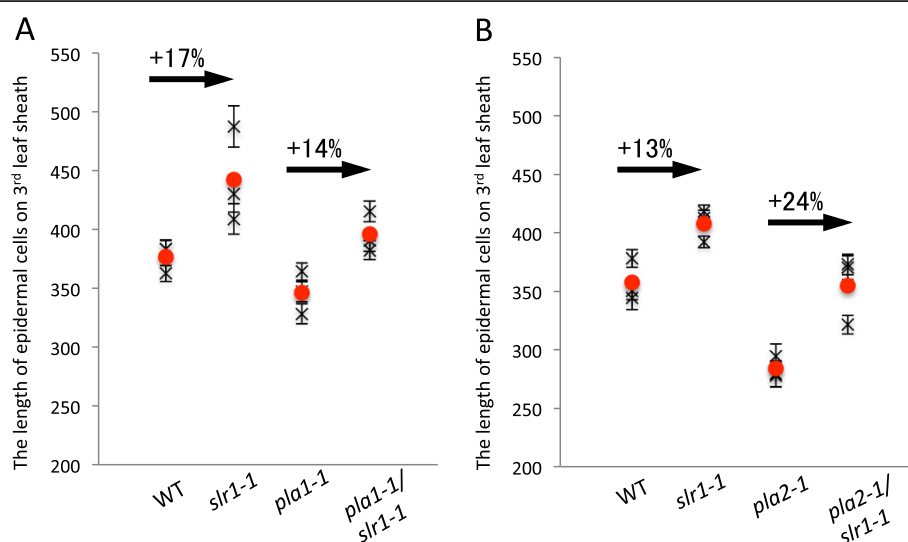 A
The length of epidermal cells on 3rd leaf sheath
550
500
450
400
350
300
250
200
+17%
+14%
WT
slr1-1
pla1-1
pla1-1/
slr1-1
B
The length of epidermal cells on 3rd leaf sheath
550
500
450
400
350
300
250
200
+13%
+24%
WT
slr1-1
pla2-1
pla2-1/
slr1-1